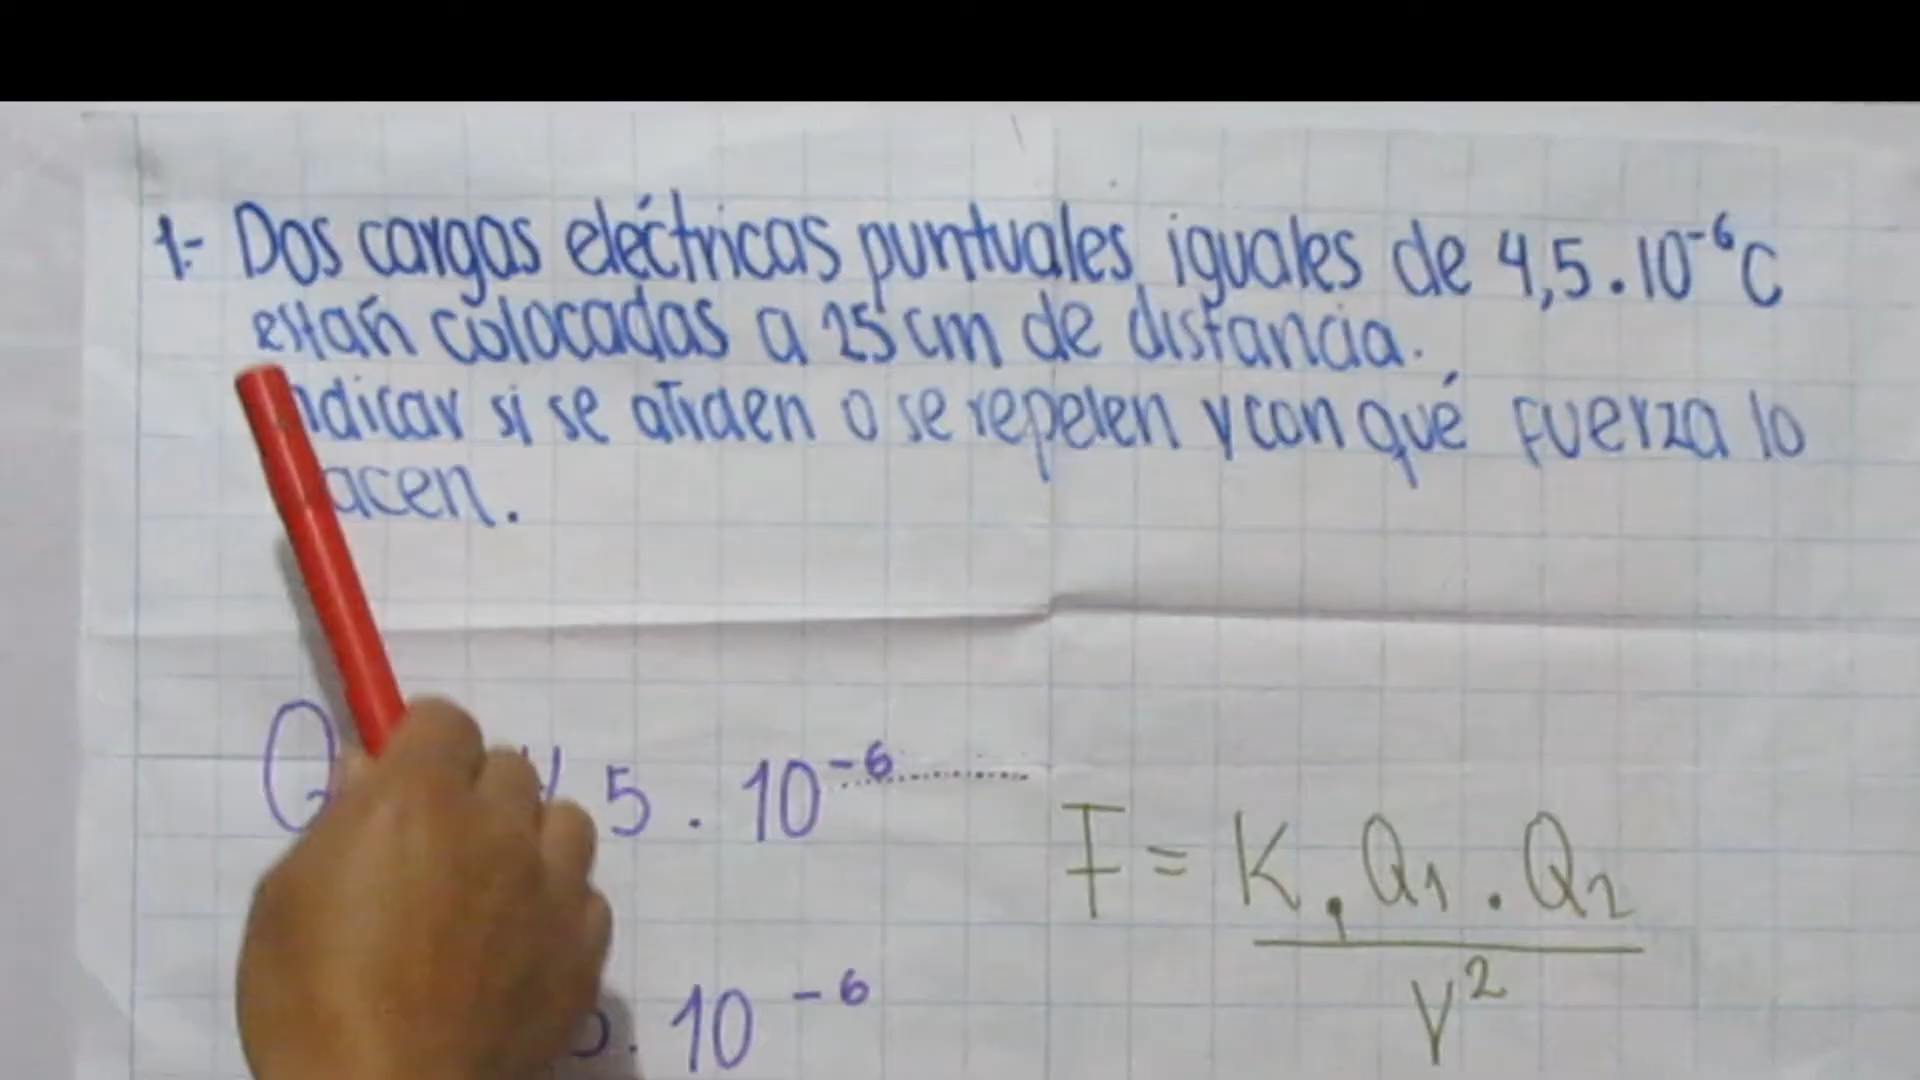 1.- Dos cargas eléctricas puntuales iguales de 4,5 . 10⁻⁶ C
están colocadas a 25 cm de distancia.
ndicar si se atraen o se repelen y con qué fuerza lo
acen.
Q 5 . 10⁻⁶
F = K . Q1 . Q2
r²
. 10⁻⁶